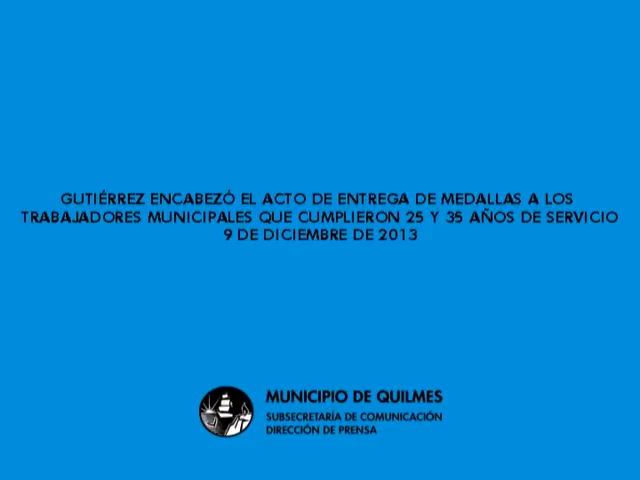 GUTIÉRREZ ENCABEZÓ EL ACTO DE ENTREGA DE MEDALLAS A LOS
TRABAJADORES MUNICIPALES QUE CUMPLIERON 25 Y 35 AÑOS DE SERVICIO
9 DE DICIEMBRE DE 2013
MUNICIPIO DE QUILMES
SUBSECRETARÍA DE COMUNICACIÓN
DIRECCIÓN DE PRENSA